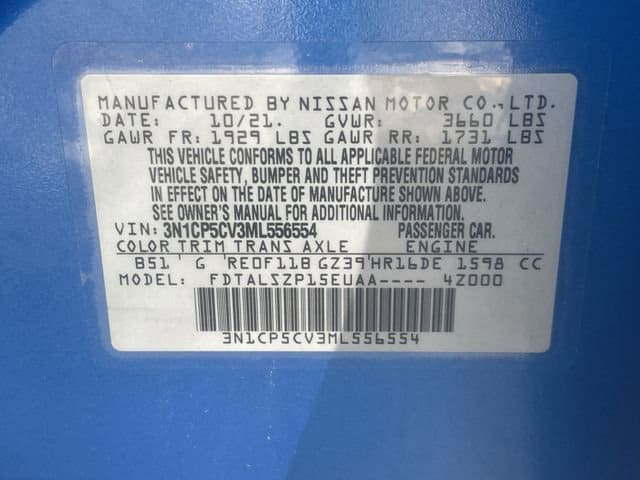 MANUFACTURED BY NISSAN MOTOR CO., LTD.
DATE: 10/21. GVWR: 3660 LBS
GAWR FR: 1929 LBS GAWR RR: 1731 LBS
THIS VEHICLE CONFORMS TO ALL APPLICABLE FEDERAL MOTOR
VEHICLE SAFETY, BUMPER AND THEFT PREVENTION STANDARDS
IN EFFECT ON THE DATE OF MANUFACTURE SHOWN ABOVE.
SEE OWNER'S MANUAL FOR ADDITIONAL INFORMATION.
VIN: 3N1CP5CV3ML556554 PASSENGER CAR.
COLOR TRIM TRANS AXLE ENGINE
B51 G RE0F11B GZ39 HR16DE 1598 CC
MODEL: FDTALSZP15EUAA---- 4Z000
3N1CP5CV3ML556554